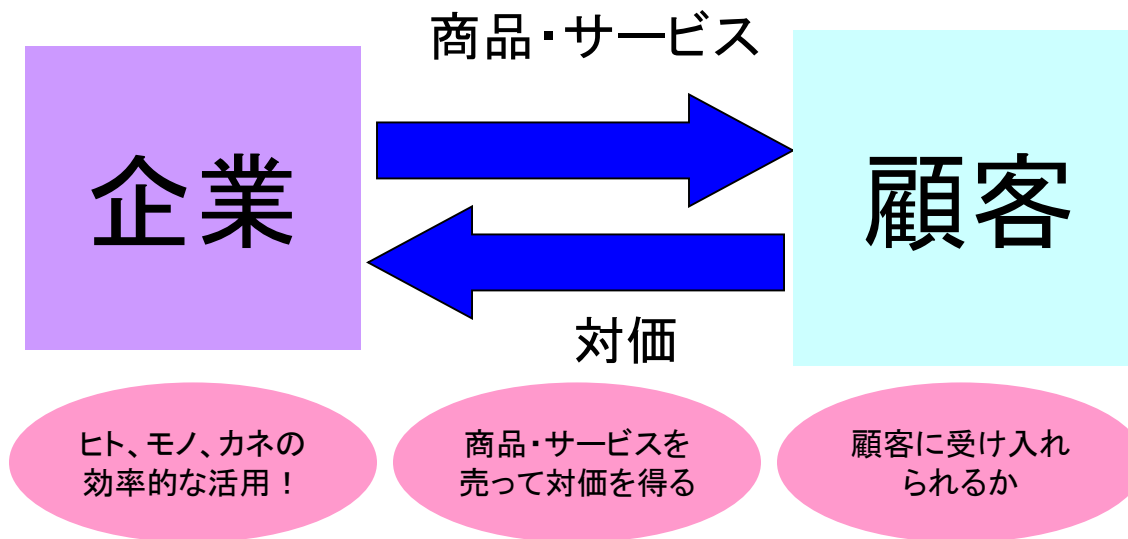 商品・サービス
企業
顧客
対価
ヒト、モノ、カネの
効率的な活用！
商品・サービスを
売って対価を得る
顧客に受け入れ
られるか